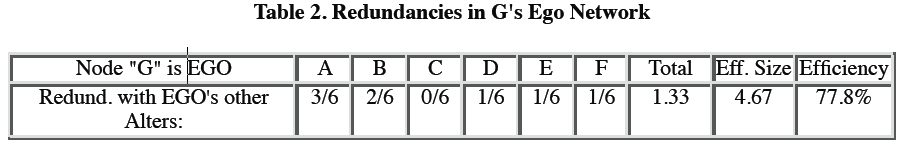 Table 2. Redundancies in G's Ego Network
Node "G" is EGO A B C D E F Total Eff. Size Efficiency
Redund. with EGO's other 3/6 2/6 0/6 1/6 1/6 1/6 1.33 4.67 77.8%
Alters: